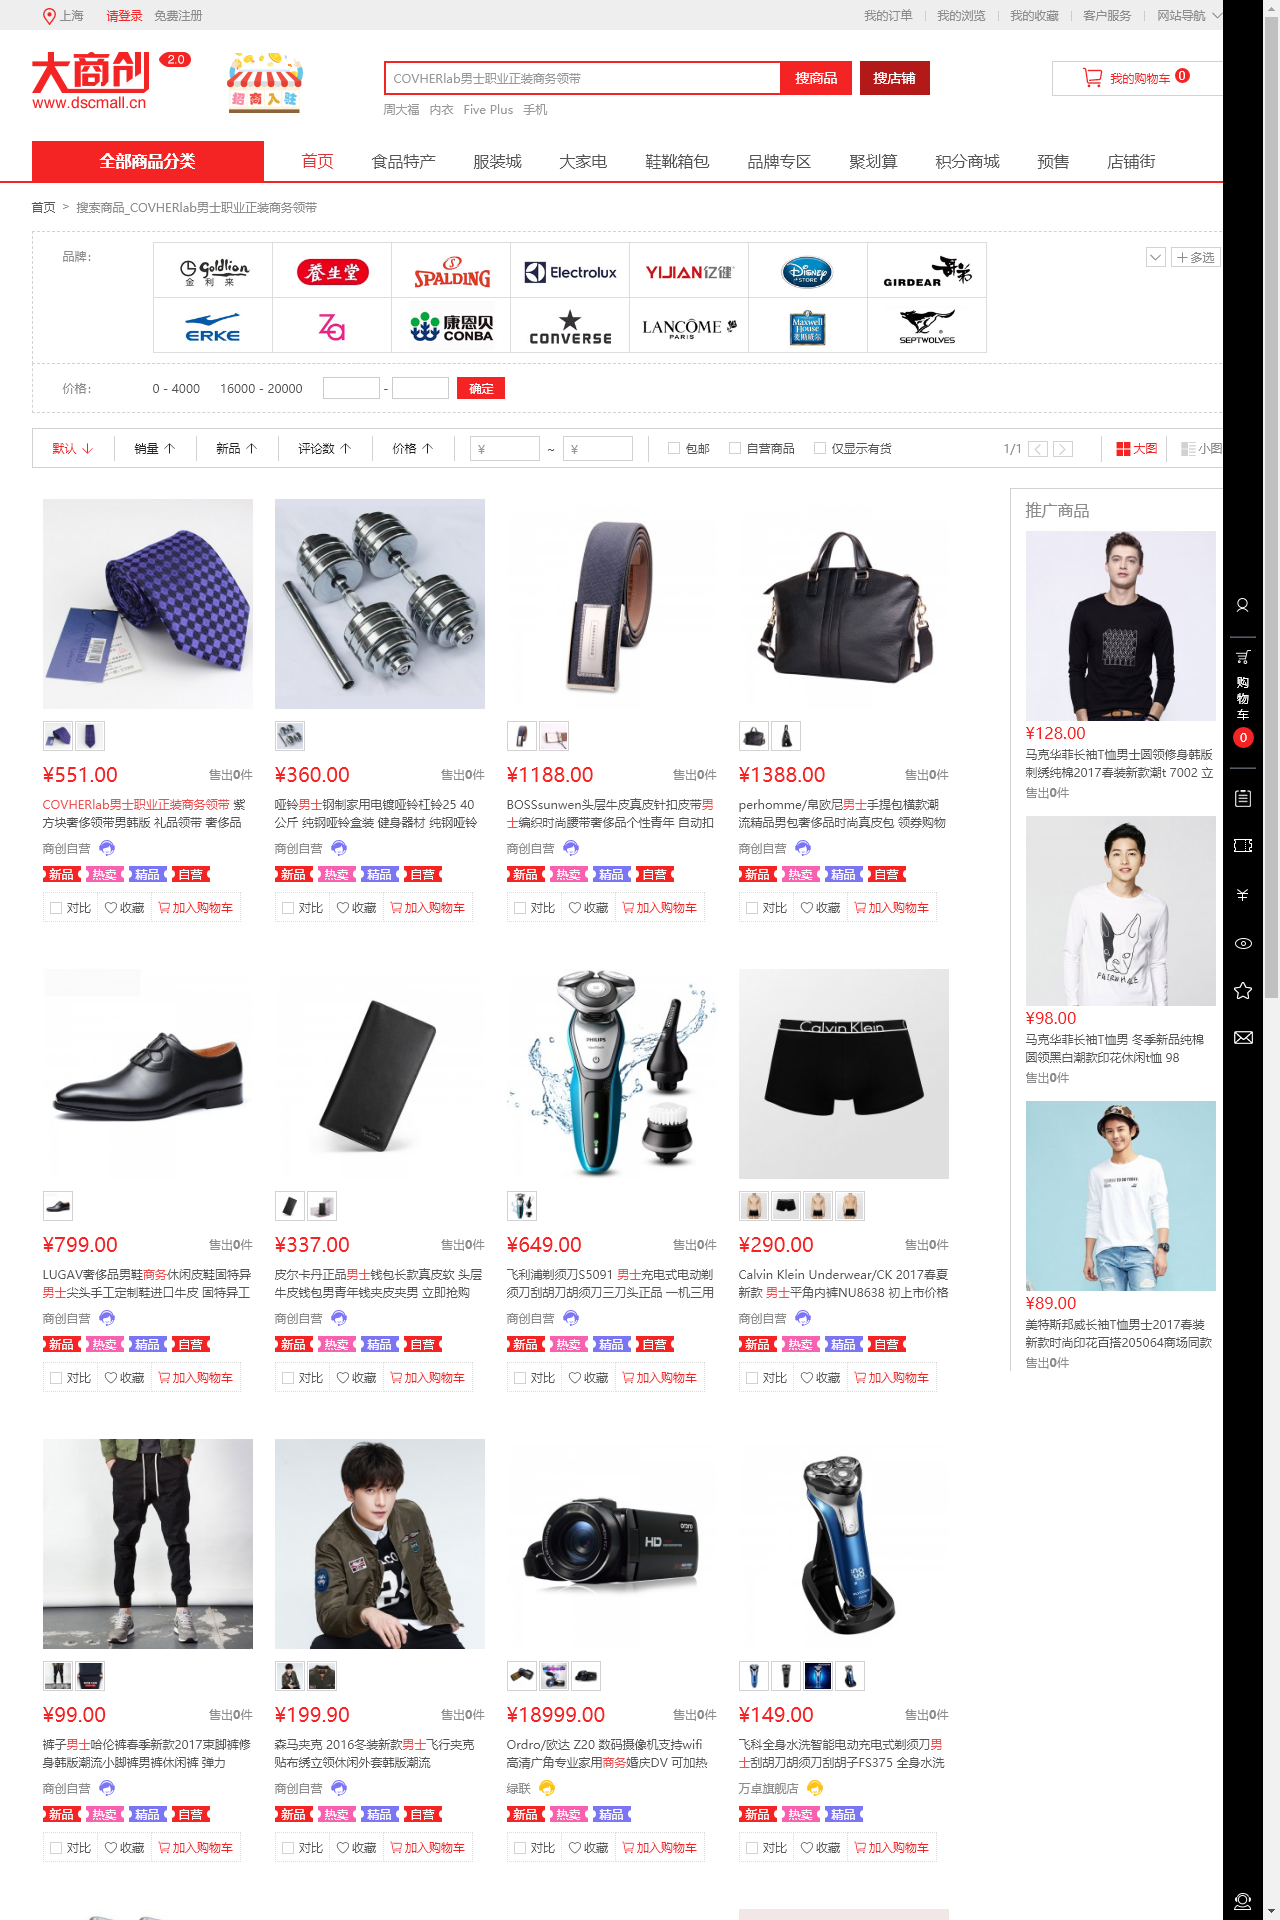 上海 请登录 免费注册 我的订单 我的浏览 我的收藏 客户服务 网站导航
大商创 2.0
www.dscmall.cn
招商入驻
COVHERlab男士职业正装商务领带 搜商品 搜店铺
我的购物车 0
周大福 内衣 Five Plus 手机
全部商品分类 首页 食品特产 服装城 大家电 鞋靴箱包 品牌专区 聚划算 积分商城 预售 店铺街
首页 > 搜索商品_COVHERlab男士职业正装商务领带
品牌：
Goldlion 金利来 養生堂 SPALDING Electrolux YIJIAN亿健 Disney STORE GIRDEAR 哥弟
多选
ERKE Za 康恩贝 CONBA CONVERSE LANCÔME PARIS Maxwell House 麦斯威尔 SEPTWOLVES
价格： 0 - 4000 16000 - 20000 - 确定
默认 销量 新品 评论数 价格 ¥ ~ ¥ 包邮 自营商品 仅显示有货 1/1 大图 小图
推广商品
COVHERlab
¥551.00 售出0件
COVHERlab男士职业正装商务领带 紫
方块奢侈领带男韩版 礼品领带 奢侈品
商创自营
新品 热卖 精品 自营
对比 收藏 加入购物车
¥360.00 售出0件
哑铃男士钢制家用电镀哑铃杠铃25 40
公斤 纯钢哑铃盒装 健身器材 纯钢哑铃
商创自营
新品 热卖 精品 自营
对比 收藏 加入购物车
¥1188.00 售出0件
BOSSsunwen头层牛皮真皮针扣皮带男
士编织时尚腰带奢侈品个性青年 自动扣
商创自营
新品 热卖 精品 自营
对比 收藏 加入购物车
¥1388.00 售出0件
perhomme/帛欧尼男士手提包横款潮
流精品男包奢侈品时尚真皮包 领券购物
商创自营
新品 热卖 精品 自营
对比 收藏 加入购物车
¥128.00
马克华菲长袖T恤男士圆领修身韩版
刺绣纯棉2017春装新款潮t 7002 立
售出0件
¥98.00
马克华菲长袖T恤男 冬季新品纯棉
圆领黑白潮款印花休闲t恤 98
售出0件
¥89.00
美特斯邦威长袖T恤男士2017春装
新款时尚印花百搭205064商场同款
售出0件
购
物
车
0
PHILIPS
Calvin Klein
¥799.00 售出0件
LUGAV奢侈品男鞋商务休闲皮鞋固特异
男士尖头手工定制鞋进口牛皮 固特异工
商创自营
新品 热卖 精品 自营
对比 收藏 加入购物车
¥337.00 售出0件
皮尔卡丹正品男士钱包长款真皮软 头层
牛皮钱包男青年钱夹皮夹男 立即抢购
商创自营
新品 热卖 精品 自营
对比 收藏 加入购物车
¥649.00 售出0件
飞利浦剃须刀S5091 男士充电式电动剃
须刀刮胡刀胡须刀三刀头正品 一机三用
商创自营
新品 热卖 精品 自营
对比 收藏 加入购物车
¥290.00 售出0件
Calvin Klein Underwear/CK 2017春夏
新款 男士平角内裤NU8638 初上市价格
商创自营
新品 热卖 精品 自营
对比 收藏 加入购物车
ordro
HD
¥99.00 售出0件
裤子男士哈伦裤春季新款2017束脚裤修
身韩版潮流小脚裤男裤休闲裤 弹力
商创自营
新品 热卖 精品 自营
对比 收藏 加入购物车
¥199.90 售出0件
森马夹克 2016冬装新款男士飞行夹克
贴布绣立领休闲外套韩版潮流
商创自营
新品 热卖 精品 自营
对比 收藏 加入购物车
¥18999.00 售出0件
Ordro/欧达 Z20 数码摄像机支持wifi
高清广角专业家用商务婚庆DV 可加热
绿联
新品 热卖 精品
对比 收藏 加入购物车
¥149.00 售出0件
飞科全身水洗智能电动充电式剃须刀男
士刮胡刀胡须刀刮胡子FS375 全身水洗
万卓旗舰店
新品 热卖 精品
对比 收藏 加入购物车